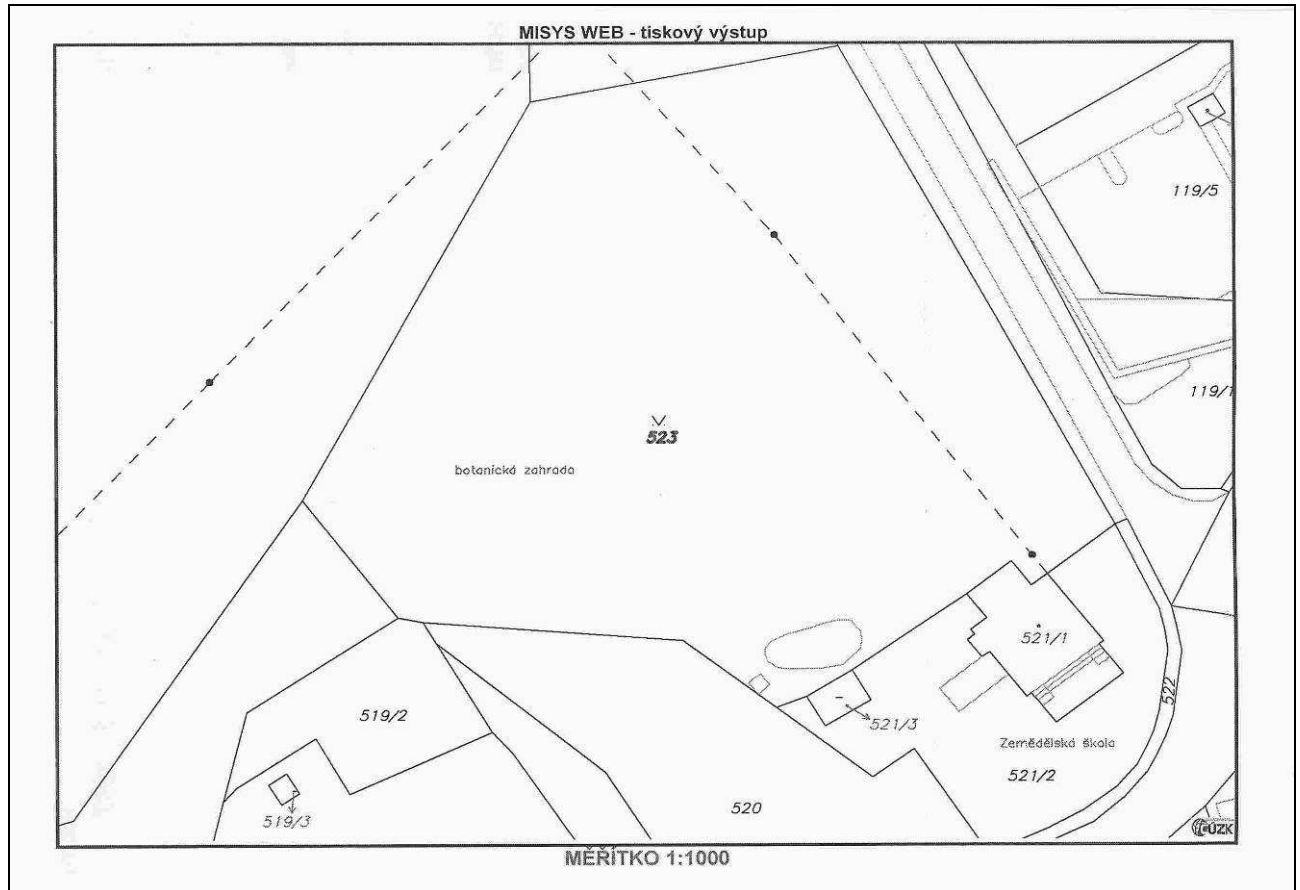 MISYS WEB - tiskový výstup
119/5
119/1
523
botanická zahrada
521/1
522
519/2
521/3
Zemědělská škola
521/2
520
519/3
ČÚZK
MĚŘÍTKO 1:1000